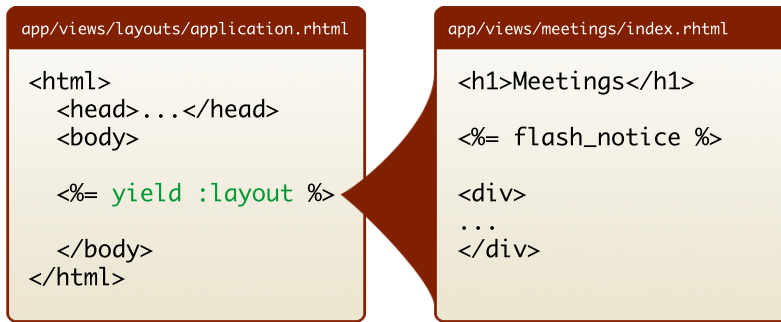 app/views/layouts/application.rhtml
<html>
  <head>...</head>
  <body>
  <%= yield :layout %>
  </body>
</html>
app/views/meetings/index.rhtml
<h1>Meetings</h1>
<%= flash_notice %>
<div>
...
</div>